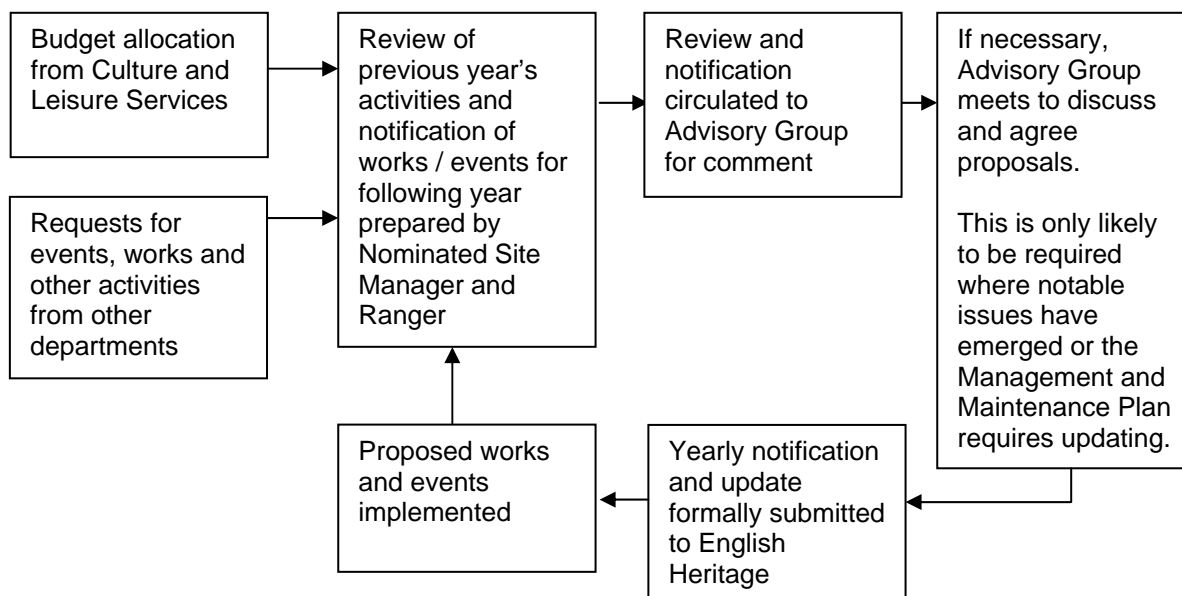 Budget allocation
from Culture and
Leisure Services
Requests for
events, works and
other activities
from other
departments
Review of
previous year's
activities and
notification of
works / events for
following year
prepared by
Nominated Site
Manager and
Ranger
Review and
notification
circulated to
Advisory Group
for comment
If necessary,
Advisory Group
meets to discuss
and agree
proposals.
This is only likely
to be required
where notable
issues have
emerged or the
Management and
Maintenance Plan
requires updating.
Yearly notification
and update
formally submitted
to English
Heritage
Proposed works
and events
implemented